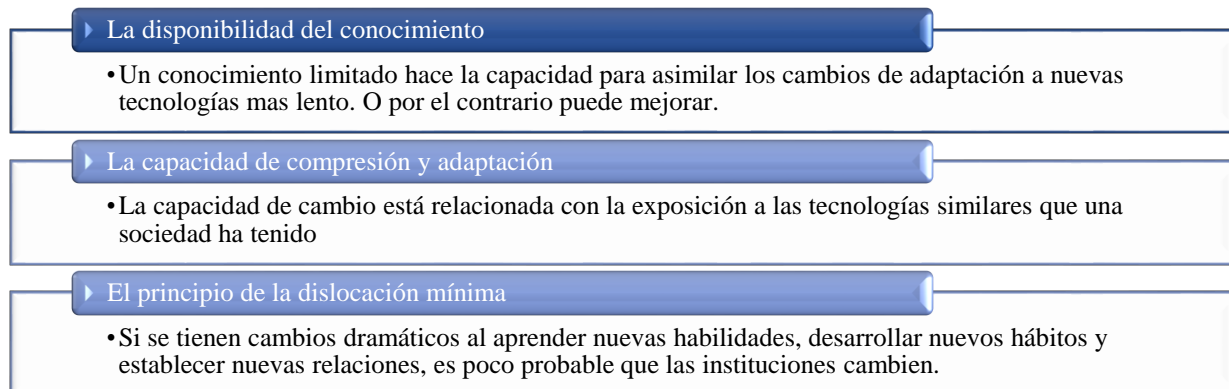 La disponibilidad del conocimiento
•Un conocimiento limitado hace la capacidad para asimilar los cambios de adaptación a nuevas
tecnologías mas lento. O por el contrario puede mejorar.
La capacidad de compresión y adaptación
•La capacidad de cambio está relacionada con la exposición a las tecnologías similares que una
sociedad ha tenido
El principio de la dislocación mínima
•Si se tienen cambios dramáticos al aprender nuevas habilidades, desarrollar nuevos hábitos y
establecer nuevas relaciones, es poco probable que las instituciones cambien.